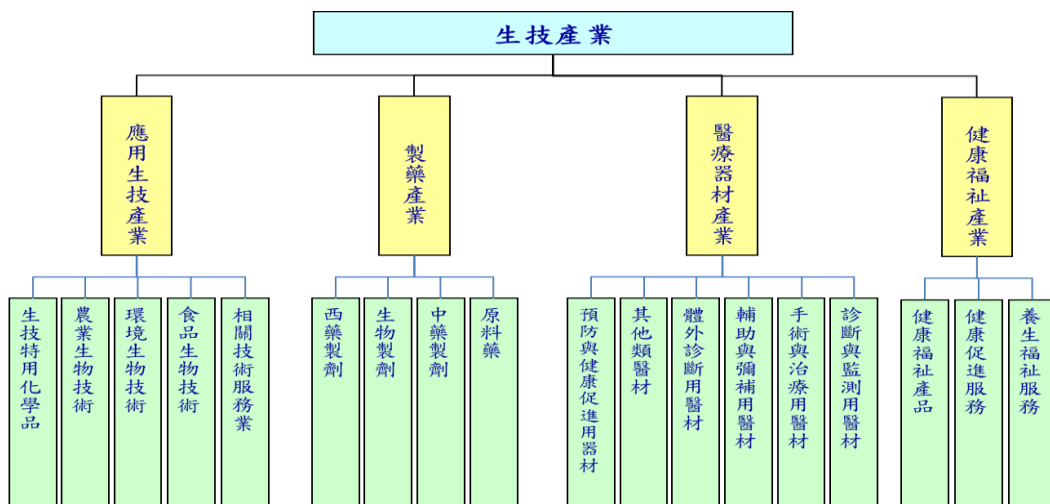 生技產業
應用生技產業
製藥產業
醫療器材產業
健康福祉產業
生技特用化學品
農業生物技術
環境生物技術
食品生物技術
相關技術服務業
西藥製劑
生物製劑
中藥製劑
原料藥
預防與健康促進用器材
其他類醫材
體外診斷用醫材
輔助與彌補用醫材
手術與治療用醫材
診斷與監測用醫材
健康福祉產品
健康促進服務
養生福祉服務